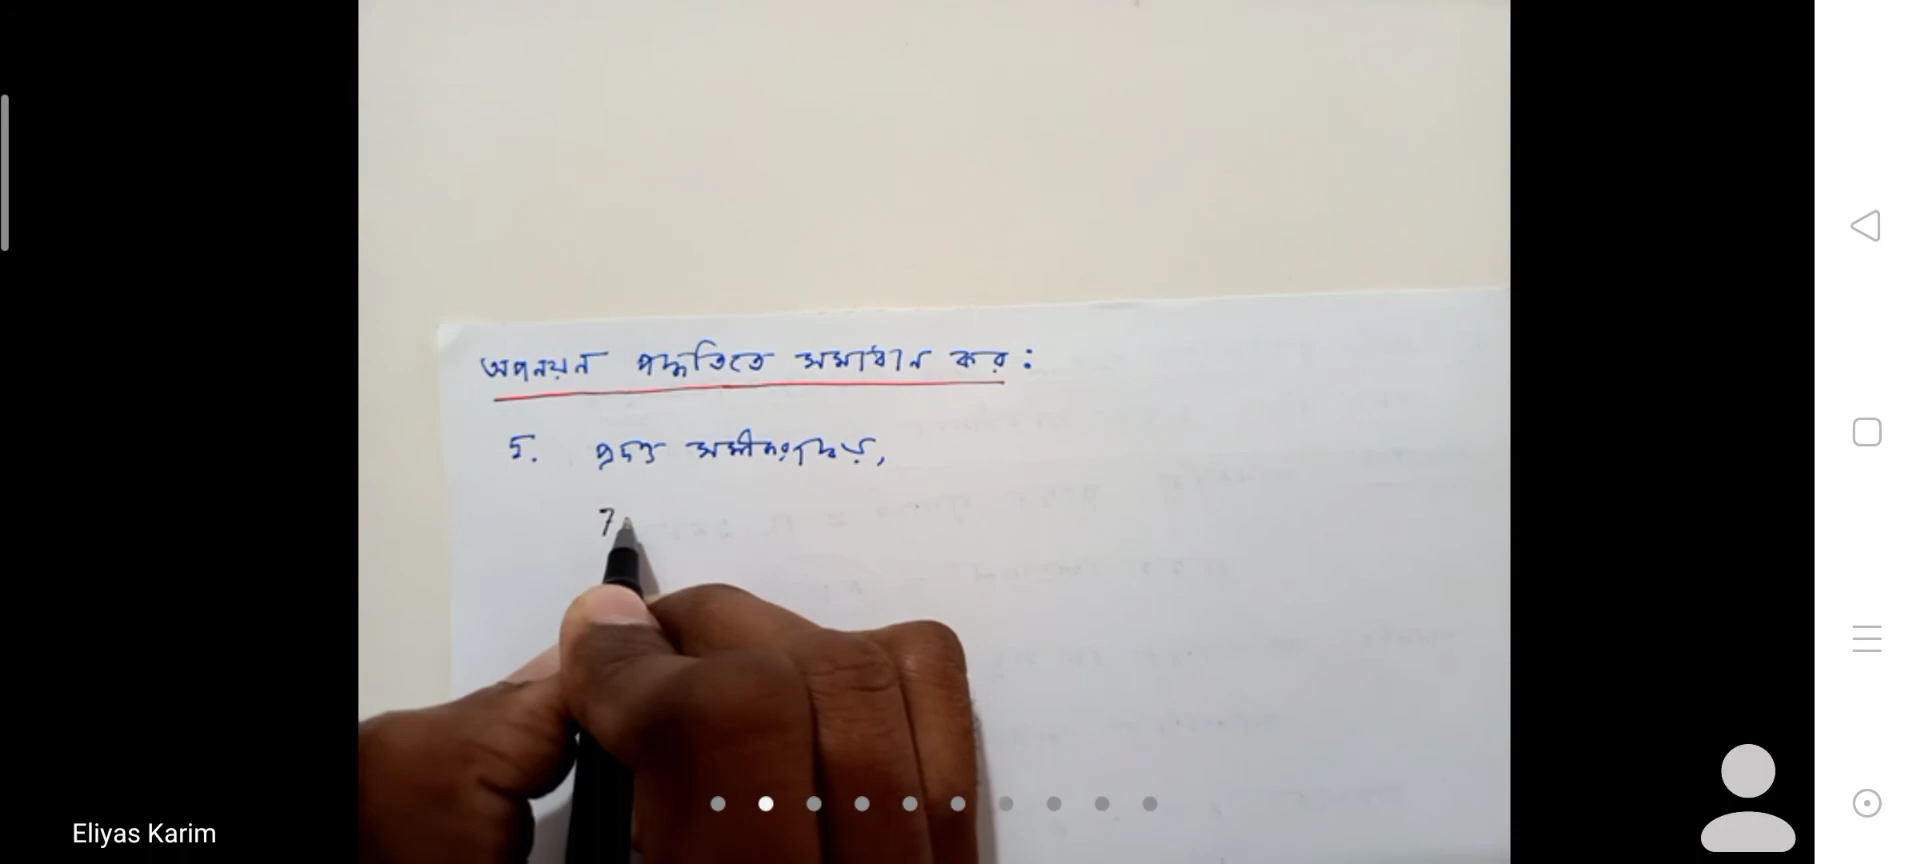 অপনয়ন পদ্ধতিতে সমাধান কর :
5. প্রদত্ত সমীকরণদ্বয়,
7
Eliyas Karim